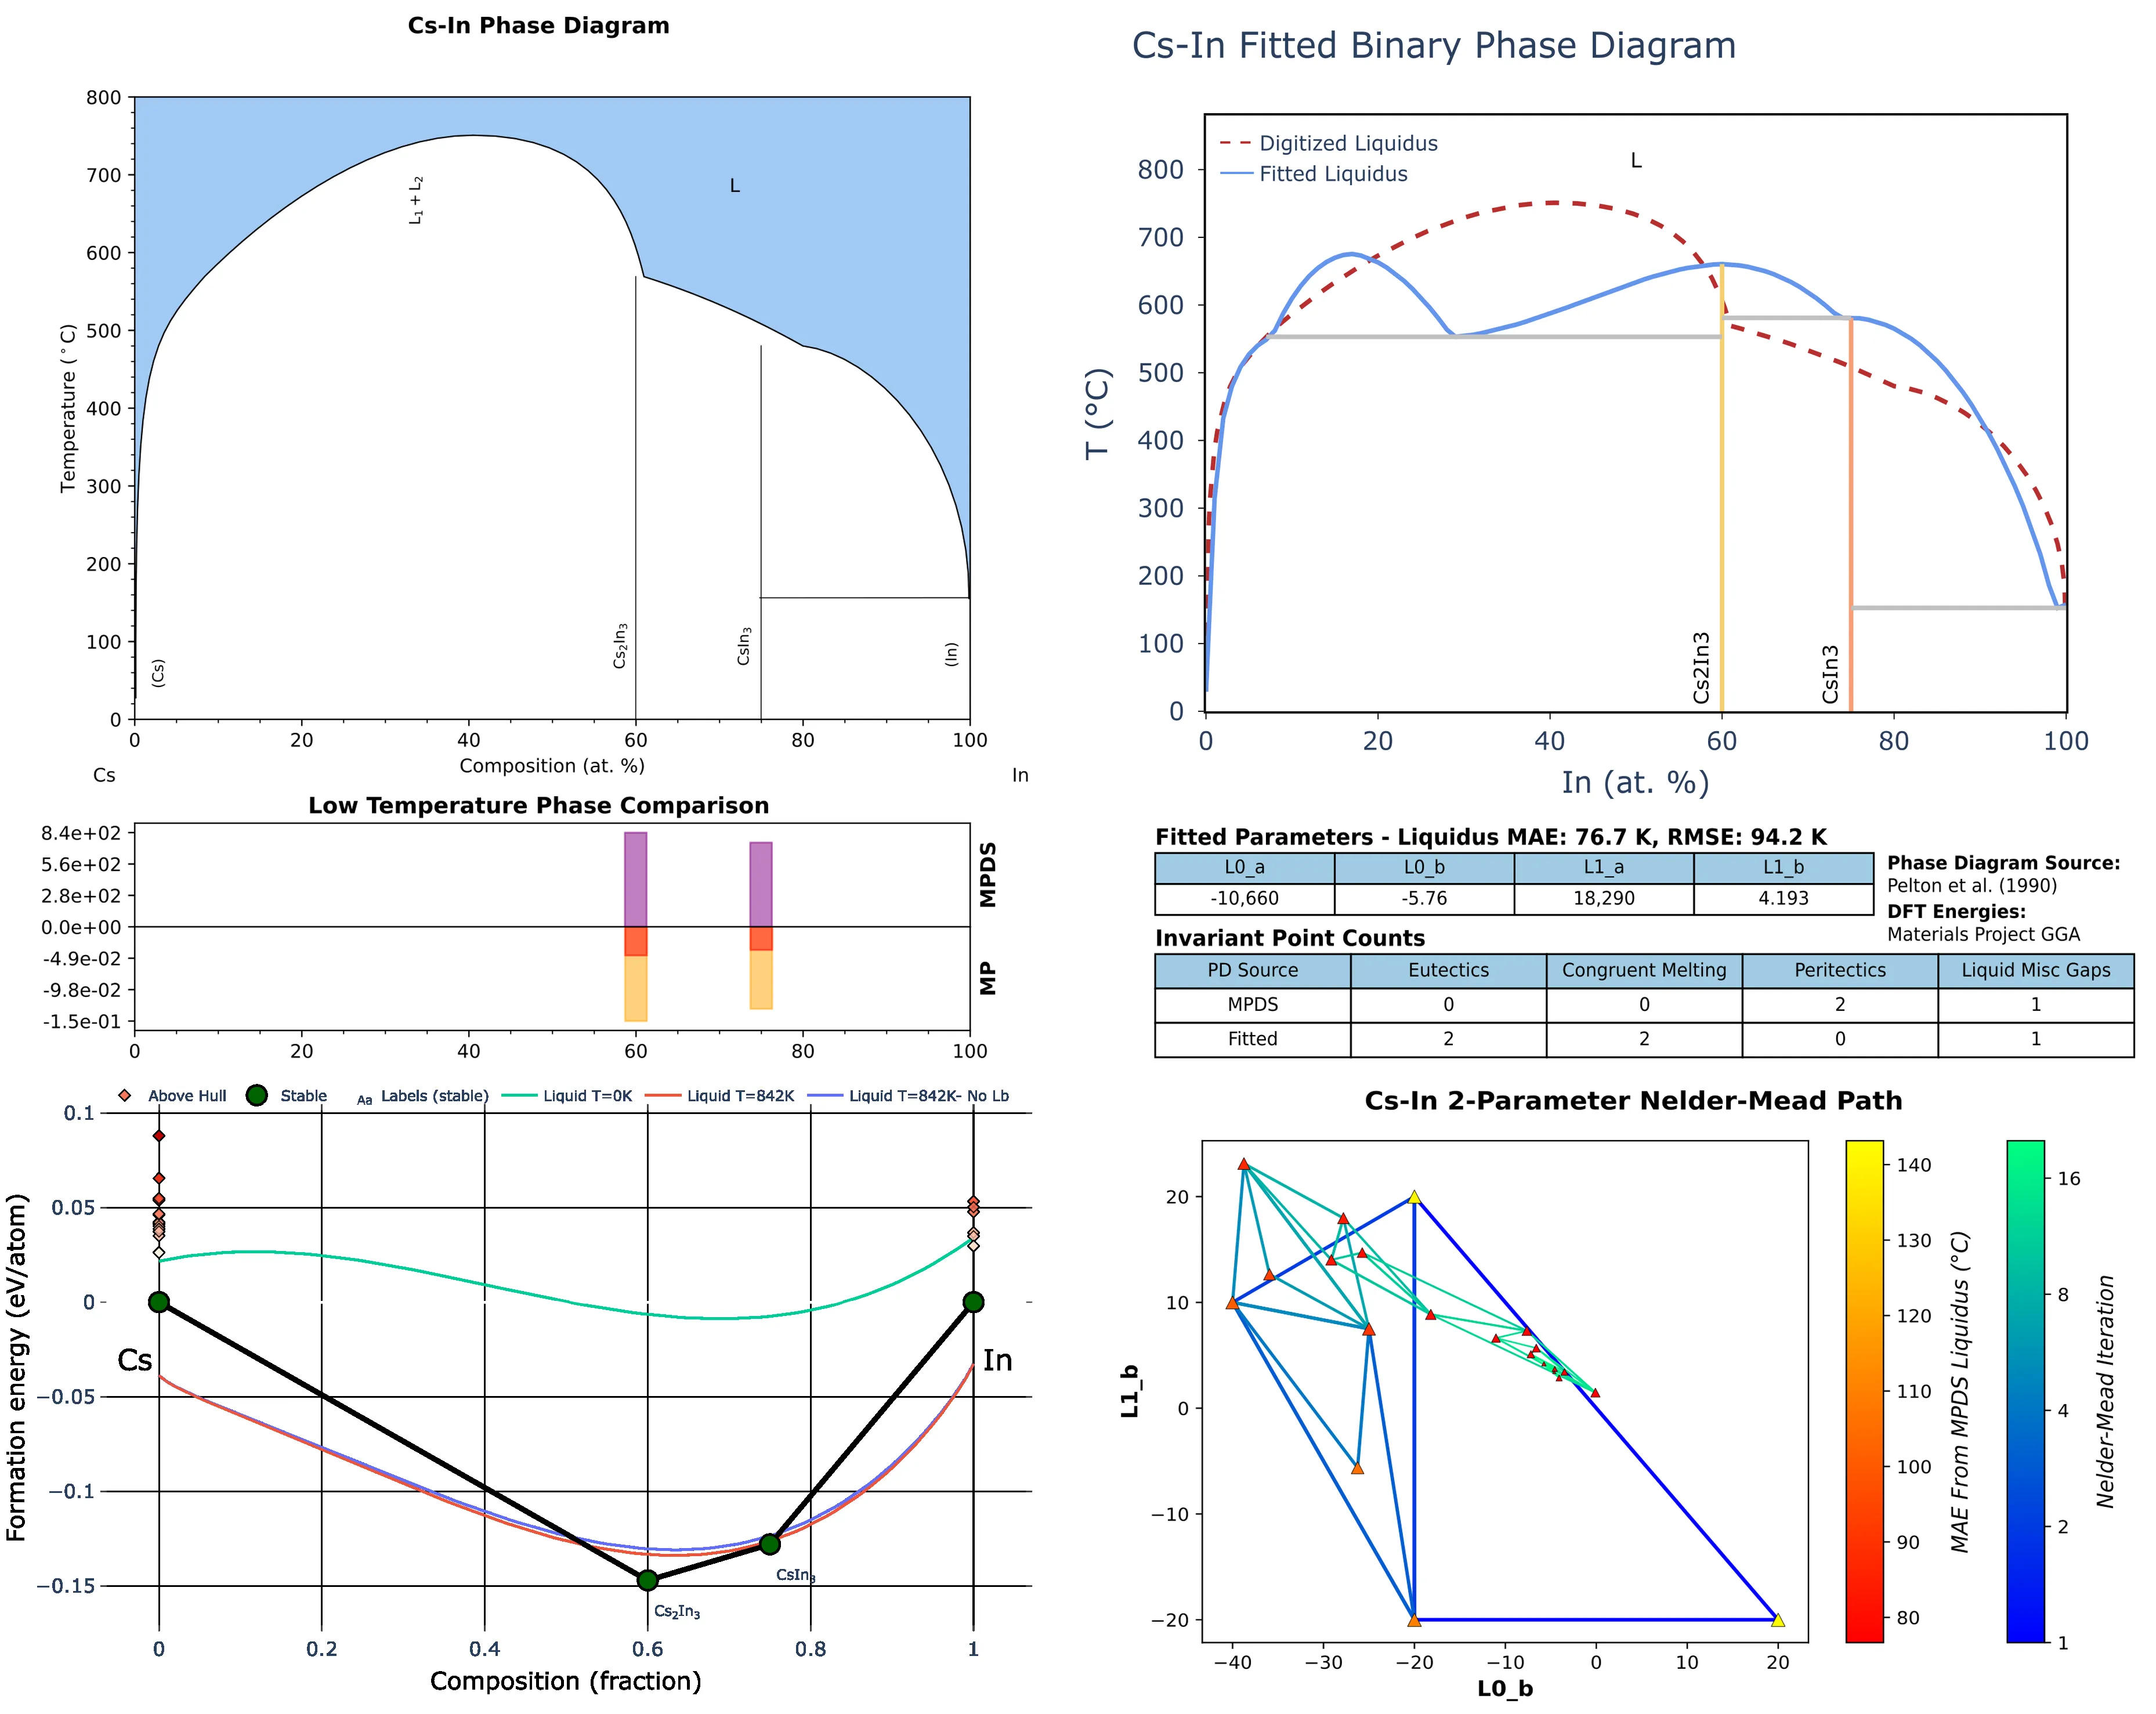 Cs-In Phase Diagram
800
700
600
500
400
300
200
100
0
Temperature (°C)
L₁ + L₂
L
(Cs)
Cs₂In₃
CsIn₃
(In)
0 20 40 60 80 100
Composition (at. %)
Cs In
Cs-In Fitted Binary Phase Diagram
Digitized Liquidus
Fitted Liquidus
L
800
700
600
500
400
300
200
100
0
T (°C)
Cs2In3
CsIn3
0 20 40 60 80 100
In (at. %)
Low Temperature Phase Comparison
8.4e+02
5.6e+02
2.8e+02
0.0e+00
-4.9e-02
-9.8e-02
-1.5e-01
MPDS
MP
0 20 40 60 80 100
Fitted Parameters - Liquidus MAE: 76.7 K, RMSE: 94.2 K
L0_a L0_b L1_a L1_b
-10,660 -5.76 18,290 4.193
Phase Diagram Source:
Pelton et al. (1990)
DFT Energies:
Materials Project GGA
Invariant Point Counts
PD Source Eutectics Congruent Melting Peritectics Liquid Misc Gaps
MPDS 0 0 2 1
Fitted 2 2 0 1
Above Hull Stable Aa Labels (stable) Liquid T=0K Liquid T=842K Liquid T=842K- No Lb
0.1
0.05
0
−0.05
−0.1
−0.15
Formation energy (eV/atom)
Cs
In
CsIn₃
Cs₂In₃
0 0.2 0.4 0.6 0.8 1
Composition (fraction)
Cs-In 2-Parameter Nelder-Mead Path
20
10
0
−10
−20
L1_b
−40 −30 −20 −10 0 10 20
L0_b
140
130
120
110
100
90
80
MAE From MPDS Liquidus (°C)
16
8
4
2
1
Nelder-Mead Iteration